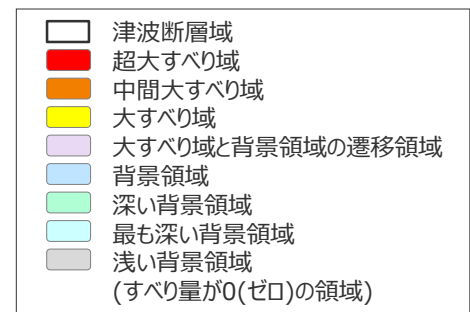 津波断層域
超大すべり域
中間大すべり域
大すべり域
大すべり域と背景領域の遷移領域
背景領域
深い背景領域
最も深い背景領域
浅い背景領域
(すべり量が0(ゼロ)の領域)